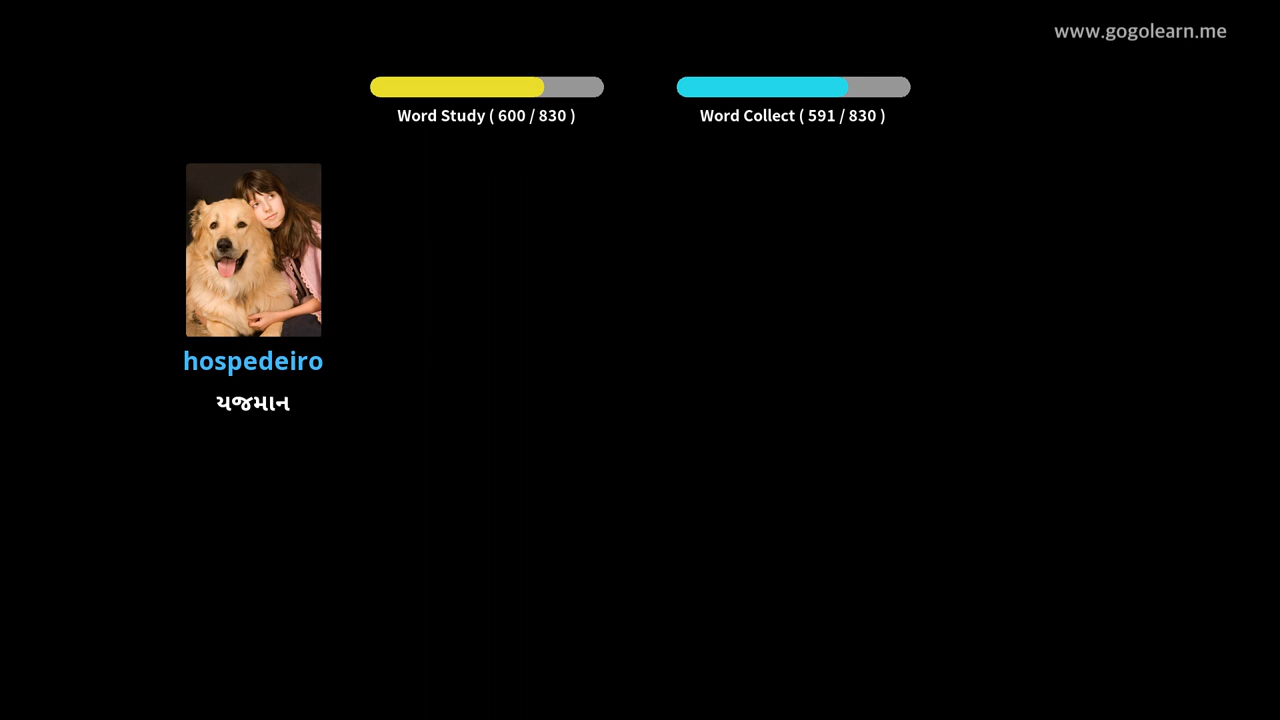 www.gogolearn.me
Word Study ( 600 / 830 )
Word Collect ( 591 / 830 )
hospedeiro
યજમાન